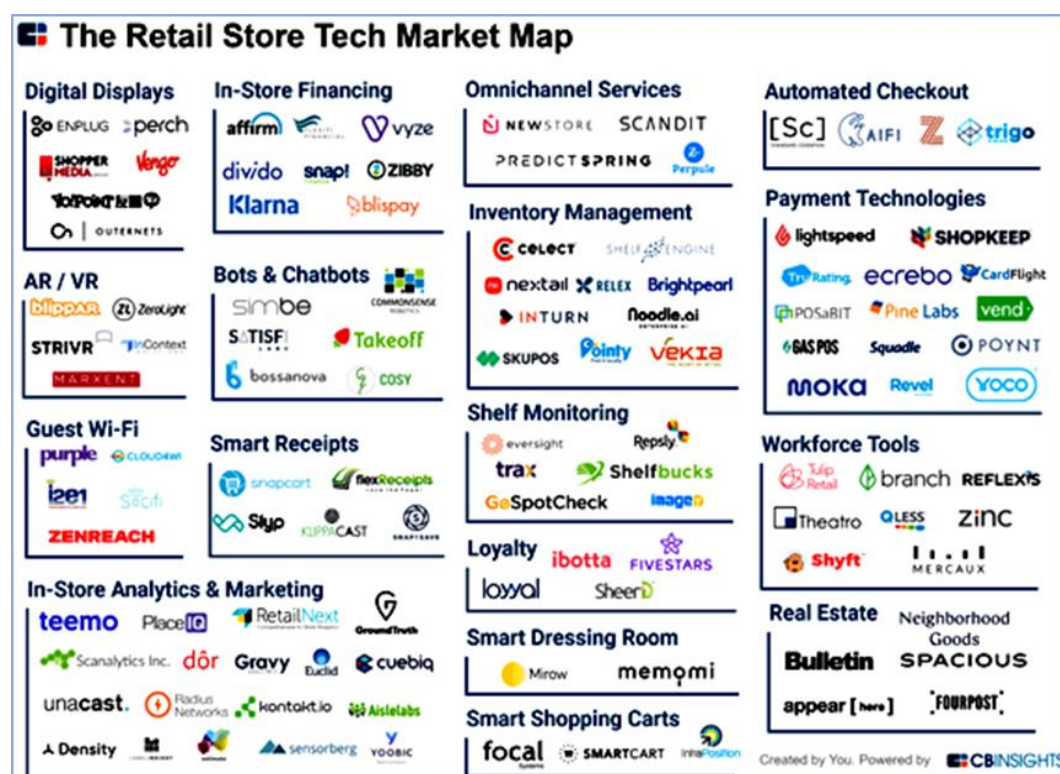 The Retail Store Tech Market Map
Digital Displays
ENPLUG perch
SHOPPER MEDIA
Vengo
OUTERNETS
AR / VR
blippAR ZeroLight
STRIVR InContext
MARXENT
Guest Wi-Fi
purple CLOUD4WI
i2e1
ZENREACH
In-Store Financing
affirm vyze
divido snap! ZIBBY
Klarna blispay
Bots & Chatbots
simbe COMMONSENSE ROBOTICS
SATISFI LABS Takeoff
bossanova COSY
Smart Receipts
snapcart flexReceipts
Slyp KLIPPA CAST
In-Store Analytics & Marketing
teemo PlaceIQ RetailNext GroundTruth
Scanalytics Inc. dôr Gravy Euclid cuebiq
unacast. Radius Networks kontakt.io Aislelabs
Density sensorberg YOOBIC
Omnichannel Services
NEWSTORE SCANDIT
PREDICTSPRING Perpule
Inventory Management
CELECT SHELF ENGINE
nextail RELEX Brightpearl
INTURN noodle.ai
SKUPOS Pointy VEKIA
Shelf Monitoring
eversight Repsly
trax Shelfbucks
GoSpotCheck
Loyalty
ibotta FIVESTARS
loyyal SheerID
Smart Dressing Room
Mirow memomi
Smart Shopping Carts
focal Systems SMARTCART InfraPosition
Automated Checkout
[Sc] AIFI Z trigo
Payment Technologies
lightspeed SHOPKEEP
TruRating ecrebo CardFlight
POSaBIT Pine Labs vend
GAS POS Squadle POYNT
MOKA Revel YOCO
Workforce Tools
Tulip Retail branch REFLEXIS
Theatro QLESS zinc
Shyft MERCAUX
Real Estate
Neighborhood Goods
Bulletin SPACIOUS
appear [here] FOURPOST
Created by You. Powered by CBINSIGHTS